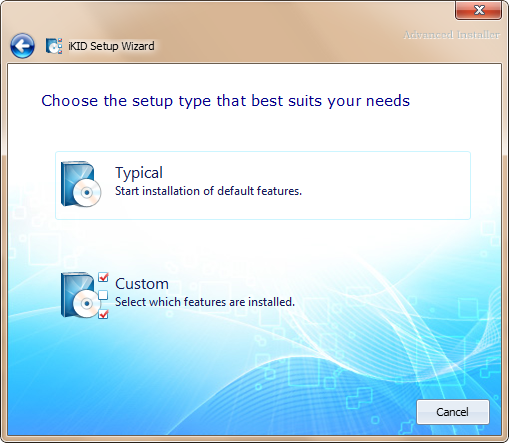 Advanced Installer
iKID Setup Wizard
Choose the setup type that best suits your needs
Typical
Start installation of default features.
Custom
Select which features are installed.
Cancel